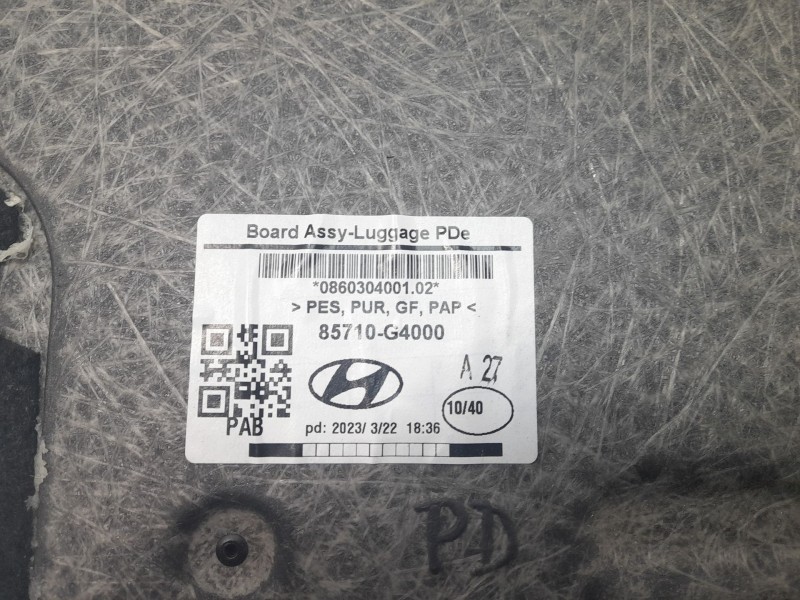 Board Assy-Luggage PDe
*0860304001.02*
> PES, PUR, GF, PAP <
85710-G4000
A 27
10/40
PAB
pd: 2023/ 3/22 18:36
PD